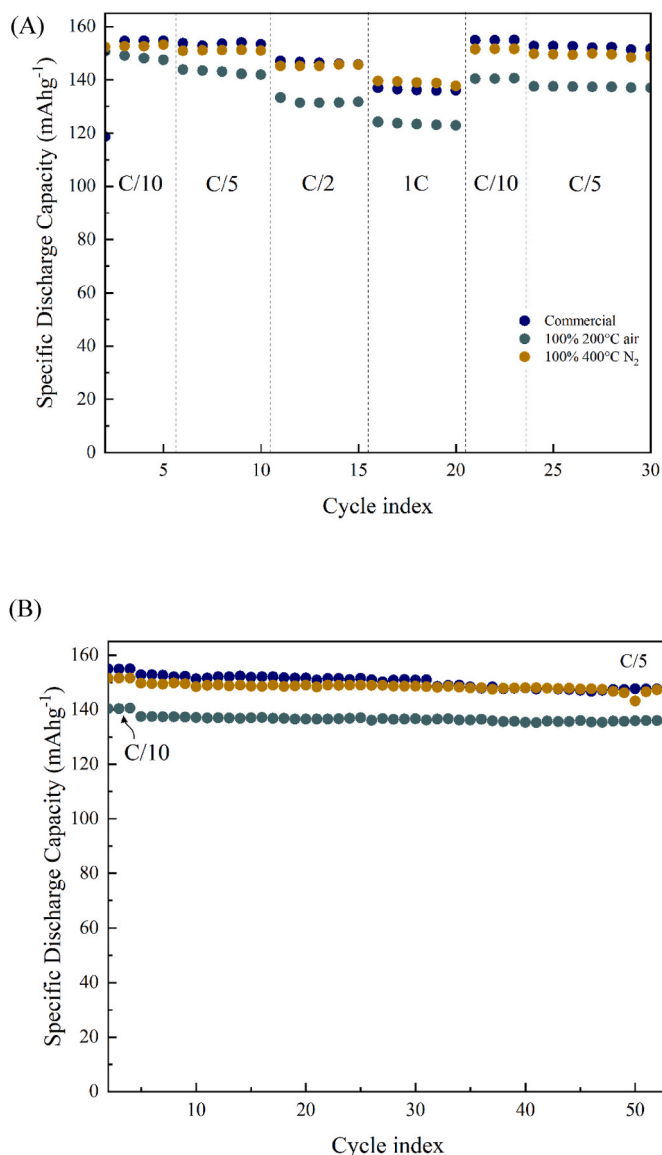 (A)
160
140
120
100
80
60
40
20
0
Specific Discharge Capacity (mAhg⁻¹)
C/10
C/5
C/2
1C
C/10
C/5
Commercial
100% 200°C air
100% 400°C N₂
5
10
15
20
25
30
Cycle index
(B)
160
140
120
100
80
60
40
20
0
Specific Discharge Capacity (mAhg⁻¹)
C/5
C/10
10
20
30
40
50
Cycle index